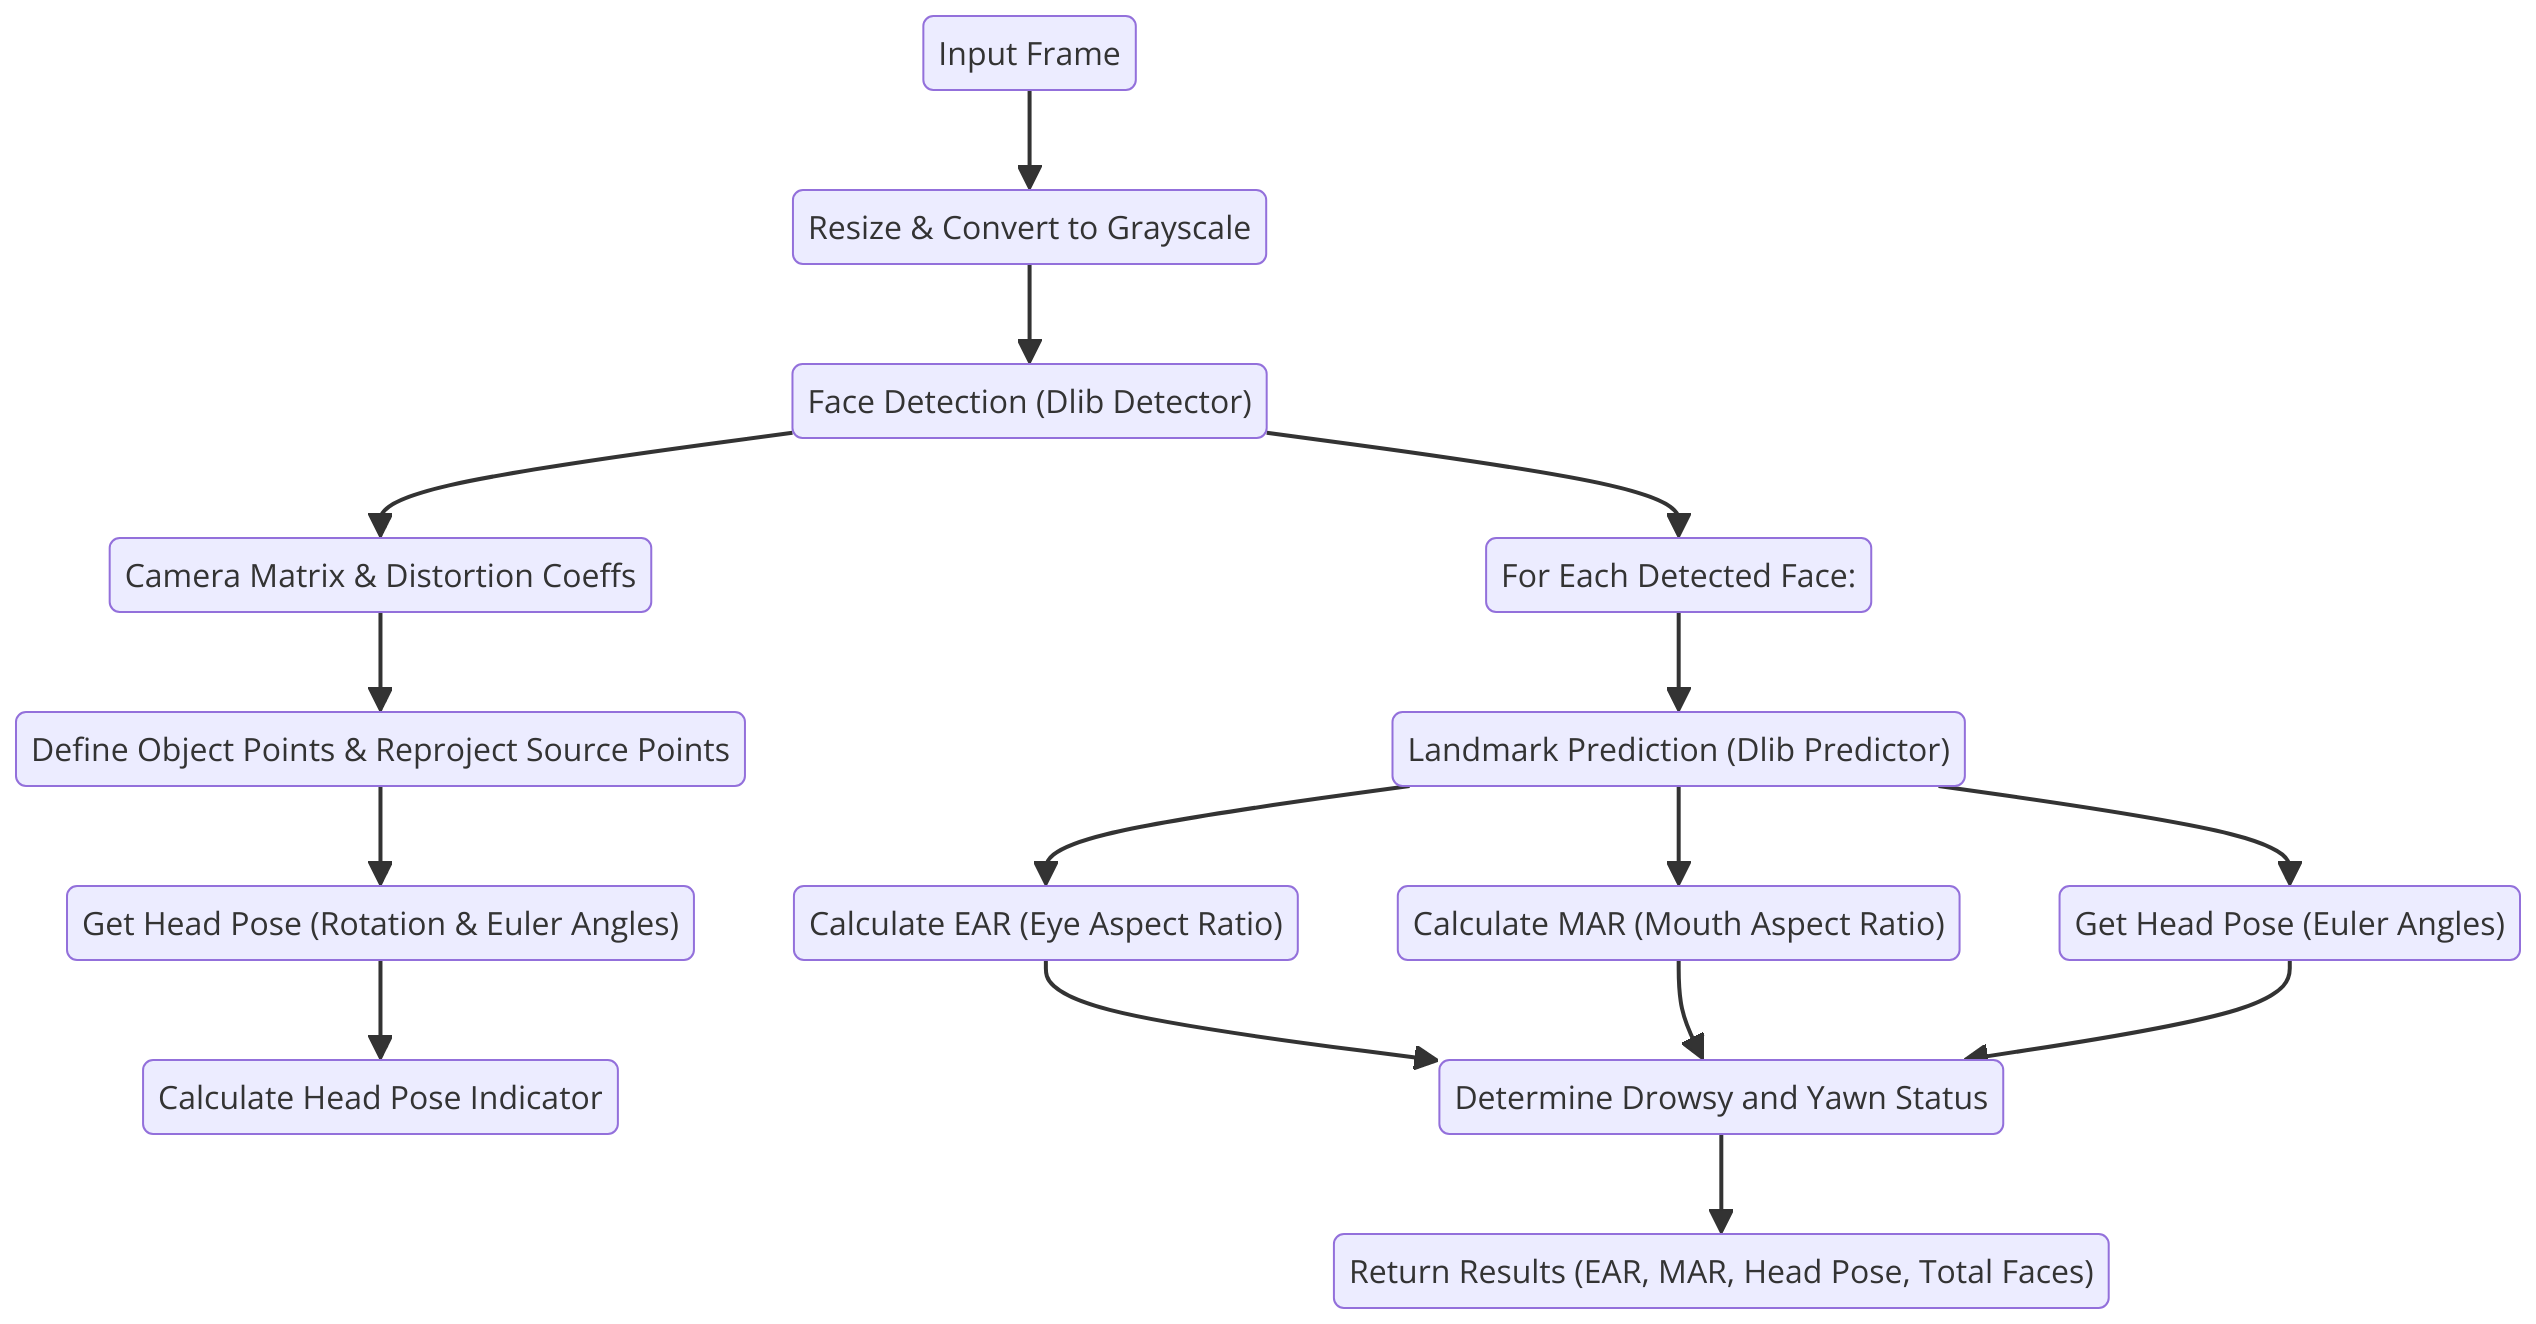 Input Frame
Resize & Convert to Grayscale
Face Detection (Dlib Detector)
Camera Matrix & Distortion Coeffs
For Each Detected Face:
Define Object Points & Reproject Source Points
Landmark Prediction (Dlib Predictor)
Get Head Pose (Rotation & Euler Angles)
Calculate EAR (Eye Aspect Ratio)
Calculate MAR (Mouth Aspect Ratio)
Get Head Pose (Euler Angles)
Calculate Head Pose Indicator
Determine Drowsy and Yawn Status
Return Results (EAR, MAR, Head Pose, Total Faces)